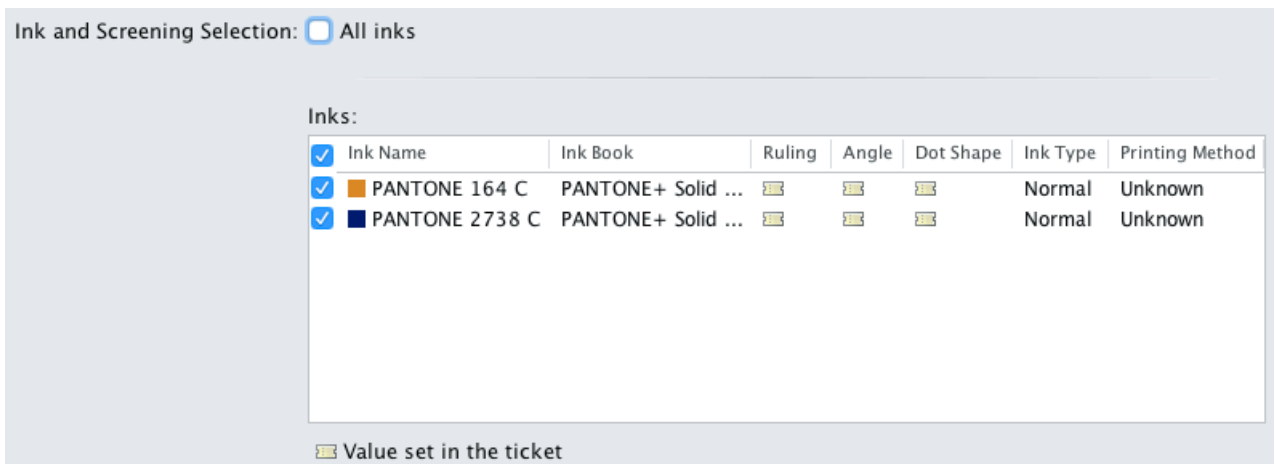 Ink and Screening Selection: All inks
Inks:
Ink Name Ink Book Ruling Angle Dot Shape Ink Type Printing Method
PANTONE 164 C PANTONE+ Solid ... Normal Unknown
PANTONE 2738 C PANTONE+ Solid ... Normal Unknown
Value set in the ticket